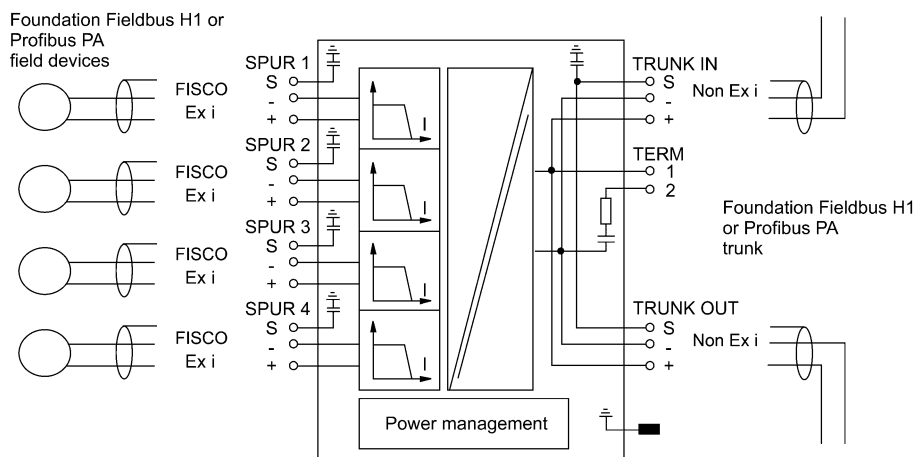 Foundation Fieldbus H1 or
Profibus PA
field devices
SPUR 1
S
-
+
FISCO
Ex i
I
SPUR 2
S
-
+
FISCO
Ex i
I
SPUR 3
S
-
+
FISCO
Ex i
I
SPUR 4
S
-
+
FISCO
Ex i
I
Power management
TRUNK IN
S
-
+
Non Ex i
TERM
1
2
Foundation Fieldbus H1
or Profibus PA
trunk
TRUNK OUT
S
-
+
Non Ex i